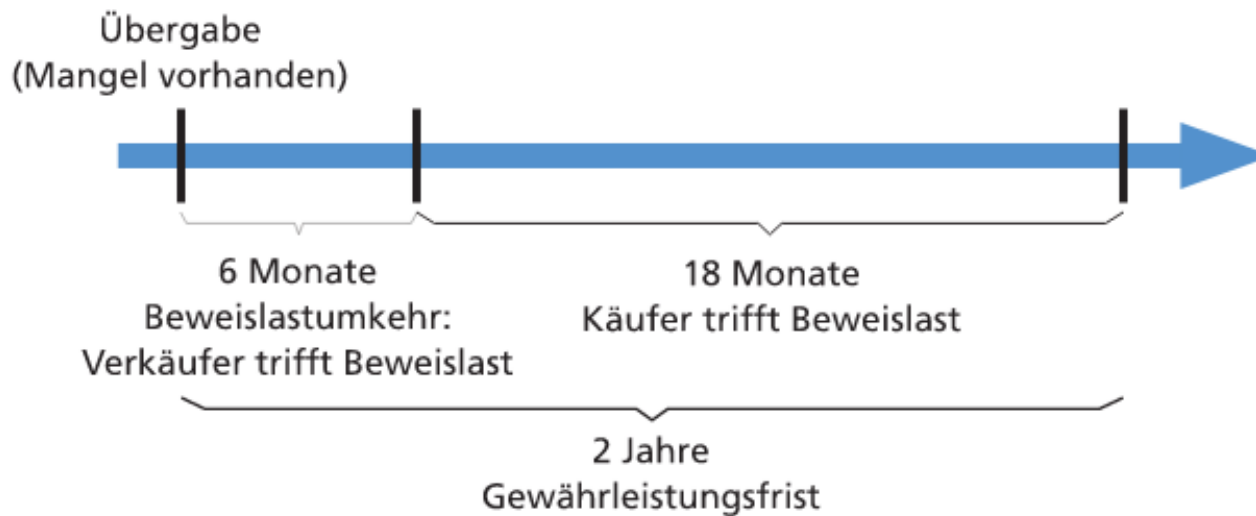 Übergabe
(Mangel vorhanden)
6 Monate
Beweislastumkehr:
Verkäufer trifft Beweislast
18 Monate
Käufer trifft Beweislast
2 Jahre
Gewährleistungsfrist